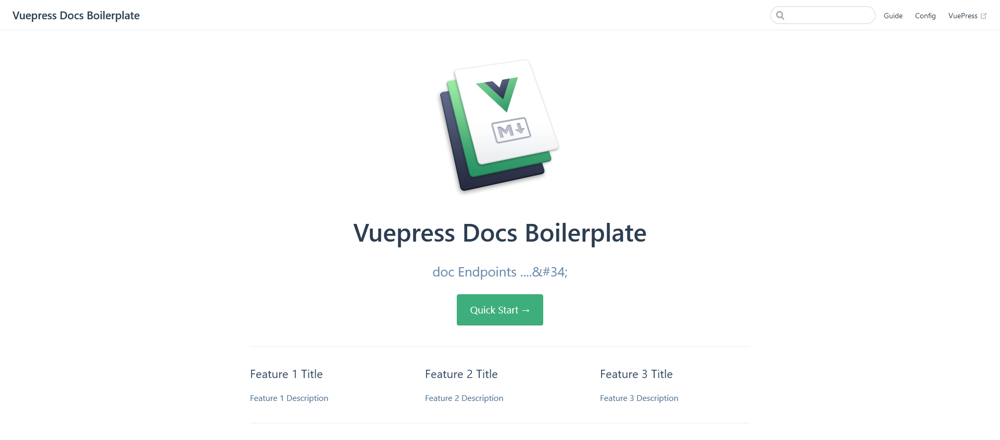 Vuepress Docs Boilerplate
Guide
Config
VuePress
M
Vuepress Docs Boilerplate
doc Endpoints ....&#34;
Quick Start →
Feature 1 Title
Feature 2 Title
Feature 3 Title
Feature 1 Description
Feature 2 Description
Feature 3 Description